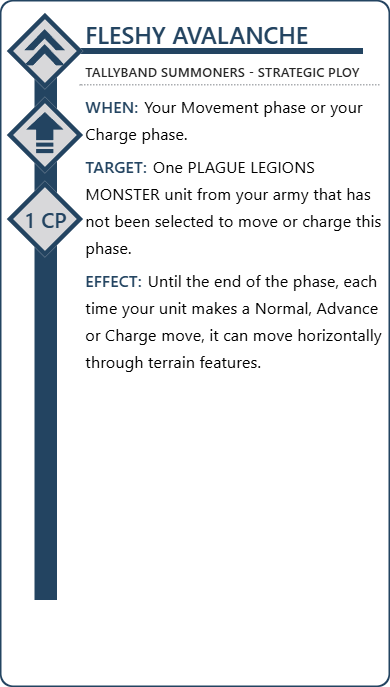 FLESHY AVALANCHE
TALLYBAND SUMMONERS - STRATEGIC PLOY
WHEN: Your Movement phase or your
Charge phase.
TARGET: One PLAGUE LEGIONS
MONSTER unit from your army that has
not been selected to move or charge this
phase.
1 CP
EFFECT: Until the end of the phase, each
time your unit makes a Normal, Advance
or Charge move, it can move horizontally
through terrain features.